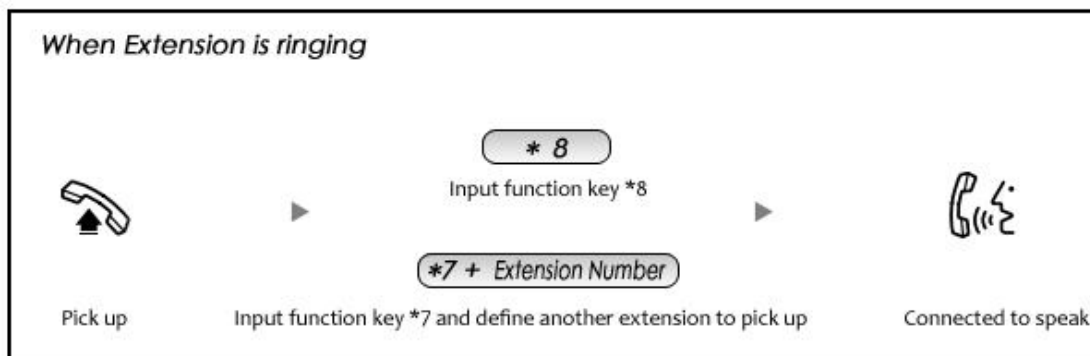 When Extension is ringing
* 8
Input function key *8
*7 + Extension Number
Pick up
Input function key *7 and define another extension to pick up
Connected to speak